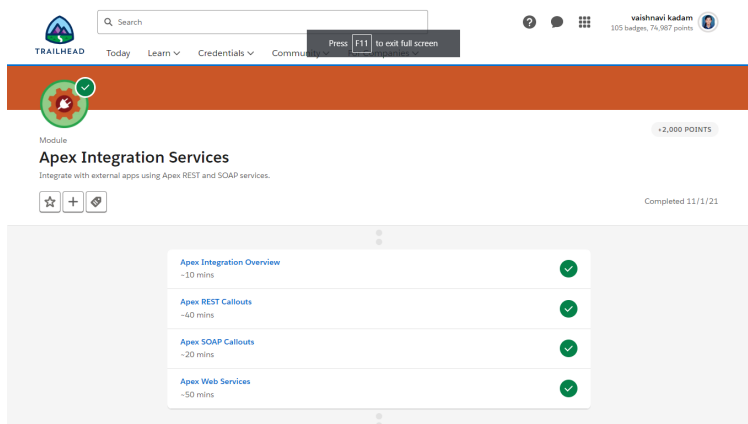 Search
vaishnavi kadam
105 badges, 74,987 points
TRAILHEAD
Today Learn Credentials Community For Companies
Press F11 to exit full screen
+2,000 POINTS
Module
Apex Integration Services
Integrate with external apps using Apex REST and SOAP services.
Completed 11/1/21
Apex Integration Overview
~10 mins
Apex REST Callouts
~40 mins
Apex SOAP Callouts
~20 mins
Apex Web Services
~50 mins